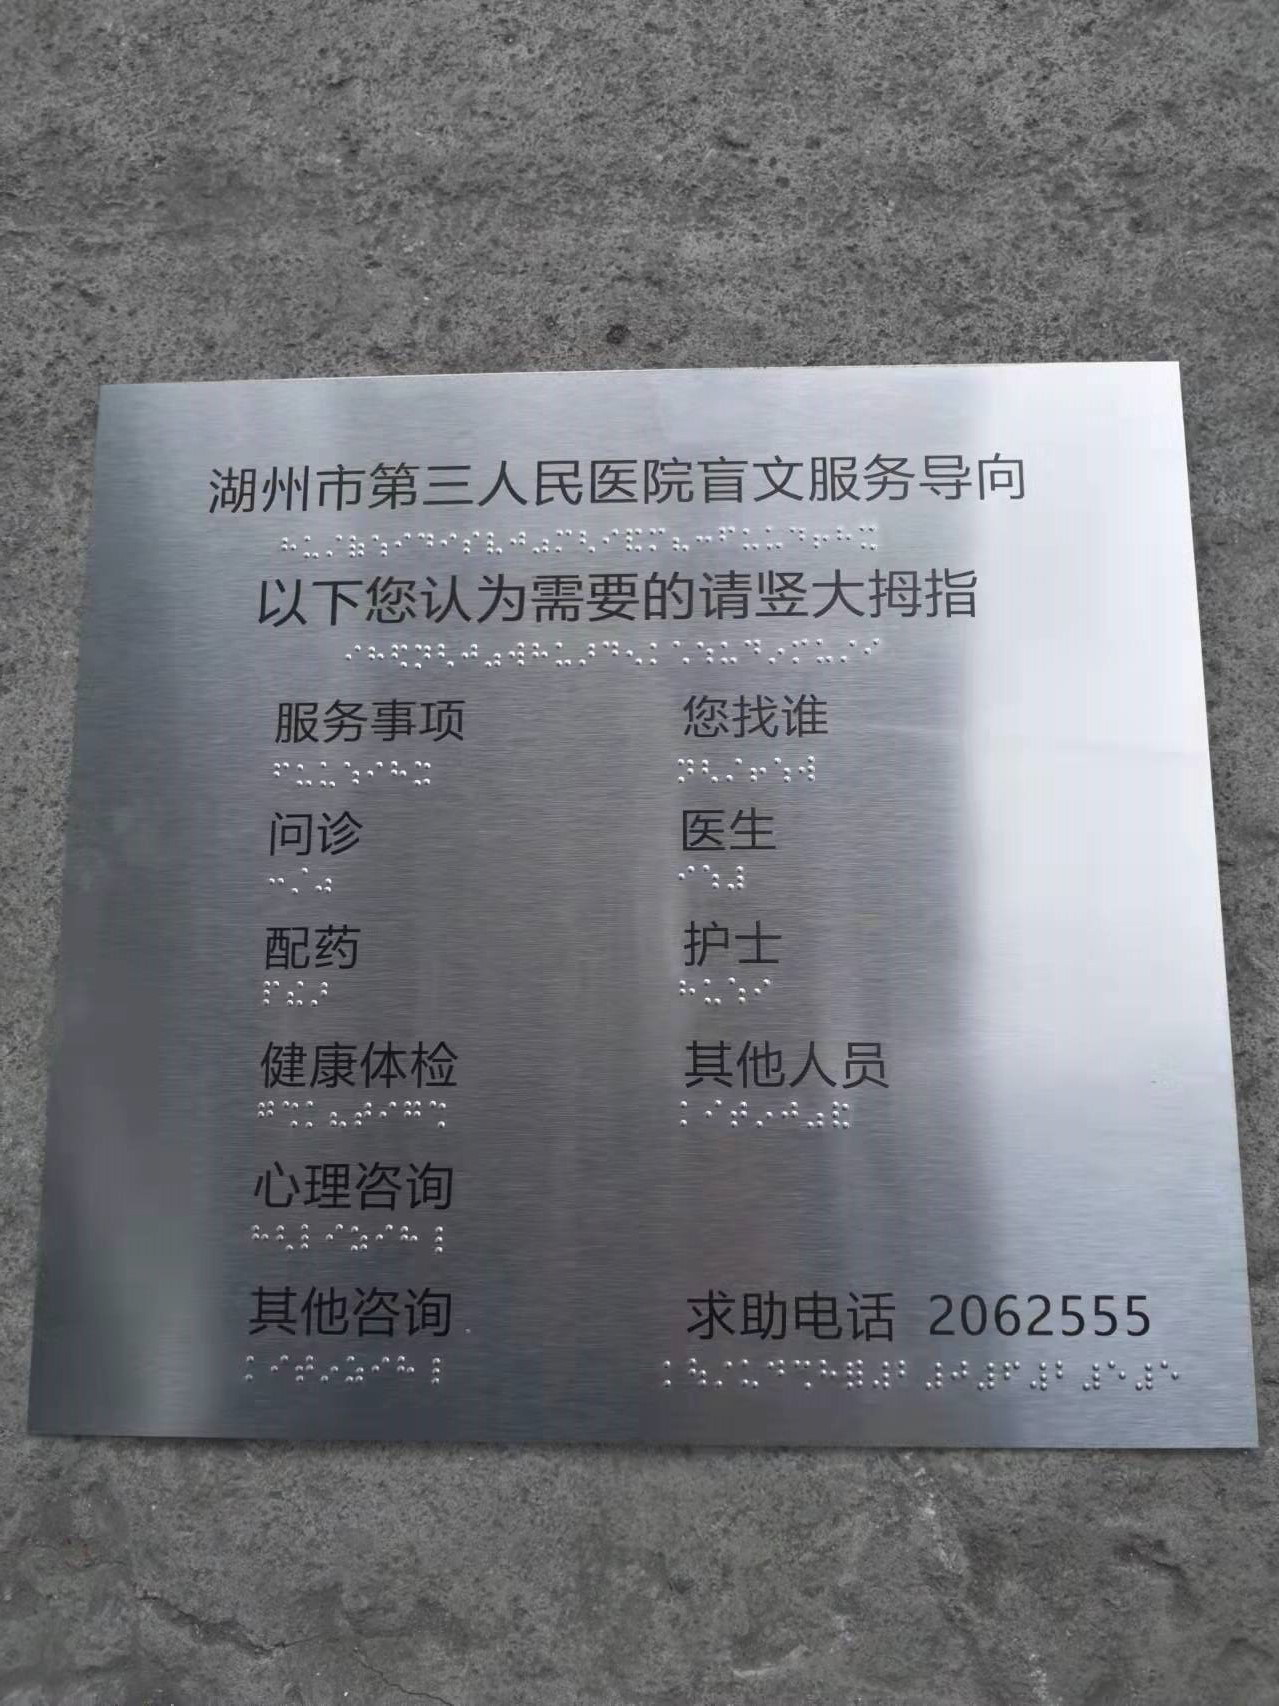 湖州市第三人民医院盲文服务导向
以下您认为需要的请竖大拇指
服务事项
您找谁
问诊
医生
配药
护士
健康体检
其他人员
心理咨询
其他咨询
求助电话 2062555